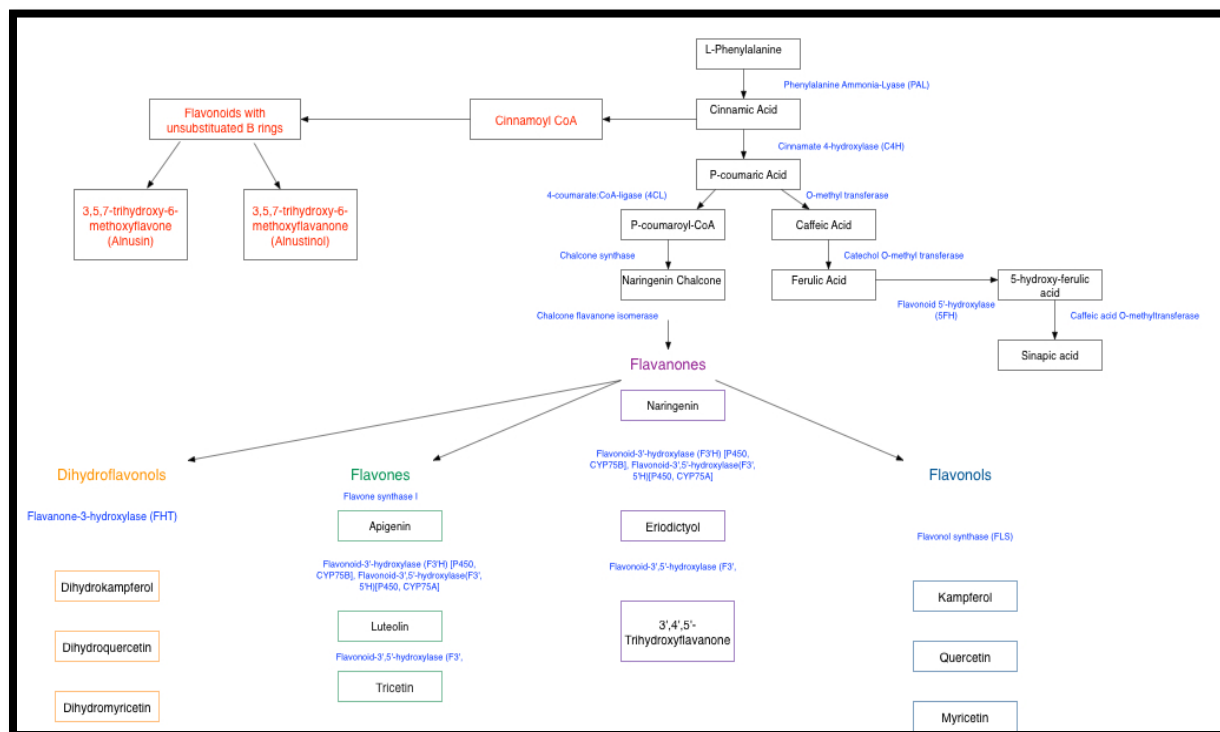 L-Phenylalanine
Phenylalanine Ammonia-Lyase (PAL)
Flavonoids with
unsubstituated B rings
Cinnamoyl CoA
Cinnamic Acid
Cinnamate 4-hydroxylase (C4H)
P-coumaric Acid
4-coumarate:CoA-ligase (4CL)
O-methyl transferase
3,5,7-trihydroxy-6-
methoxyflavone
(Alnusin)
3,5,7-trihydroxy-6-
methoxyflavanone
(Alnustinol)
P-coumaroyl-CoA
Caffeic Acid
Chalcone synthase
Catechol O-methyl transferase
Naringenin Chalcone
Ferulic Acid
5-hydroxy-ferulic
acid
Flavonoid 5'-hydroxylase
(5FH)
Caffeic acid O-methyltransferase
Chalcone flavanone isomerase
Sinapic acid
Flavanones
Naringenin
Flavonoid-3'-hydroxylase (F3'H) [P450,
CYP75B], Flavonoid-3',5'-hydroxylase(F3',
5'H)[P450, CYP75A]
Dihydroflavonols
Flavones
Flavonols
Flavanone-3-hydroxylase (FHT)
Flavone synthase I
Apigenin
Eriodictyol
Flavonol synthase (FLS)
Flavonoid-3'-hydroxylase (F3'H) [P450,
CYP75B], Flavonoid-3',5'-hydroxylase(F3',
5'H)[P450, CYP75A]
Flavonoid-3',5'-hydroxylase (F3',
Dihydrokampferol
Kampferol
Luteolin
3',4',5'-
Trihydroxyflavanone
Dihydroquercetin
Flavonoid-3',5'-hydroxylase (F3',
Quercetin
Tricetin
Dihydromyricetin
Myricetin